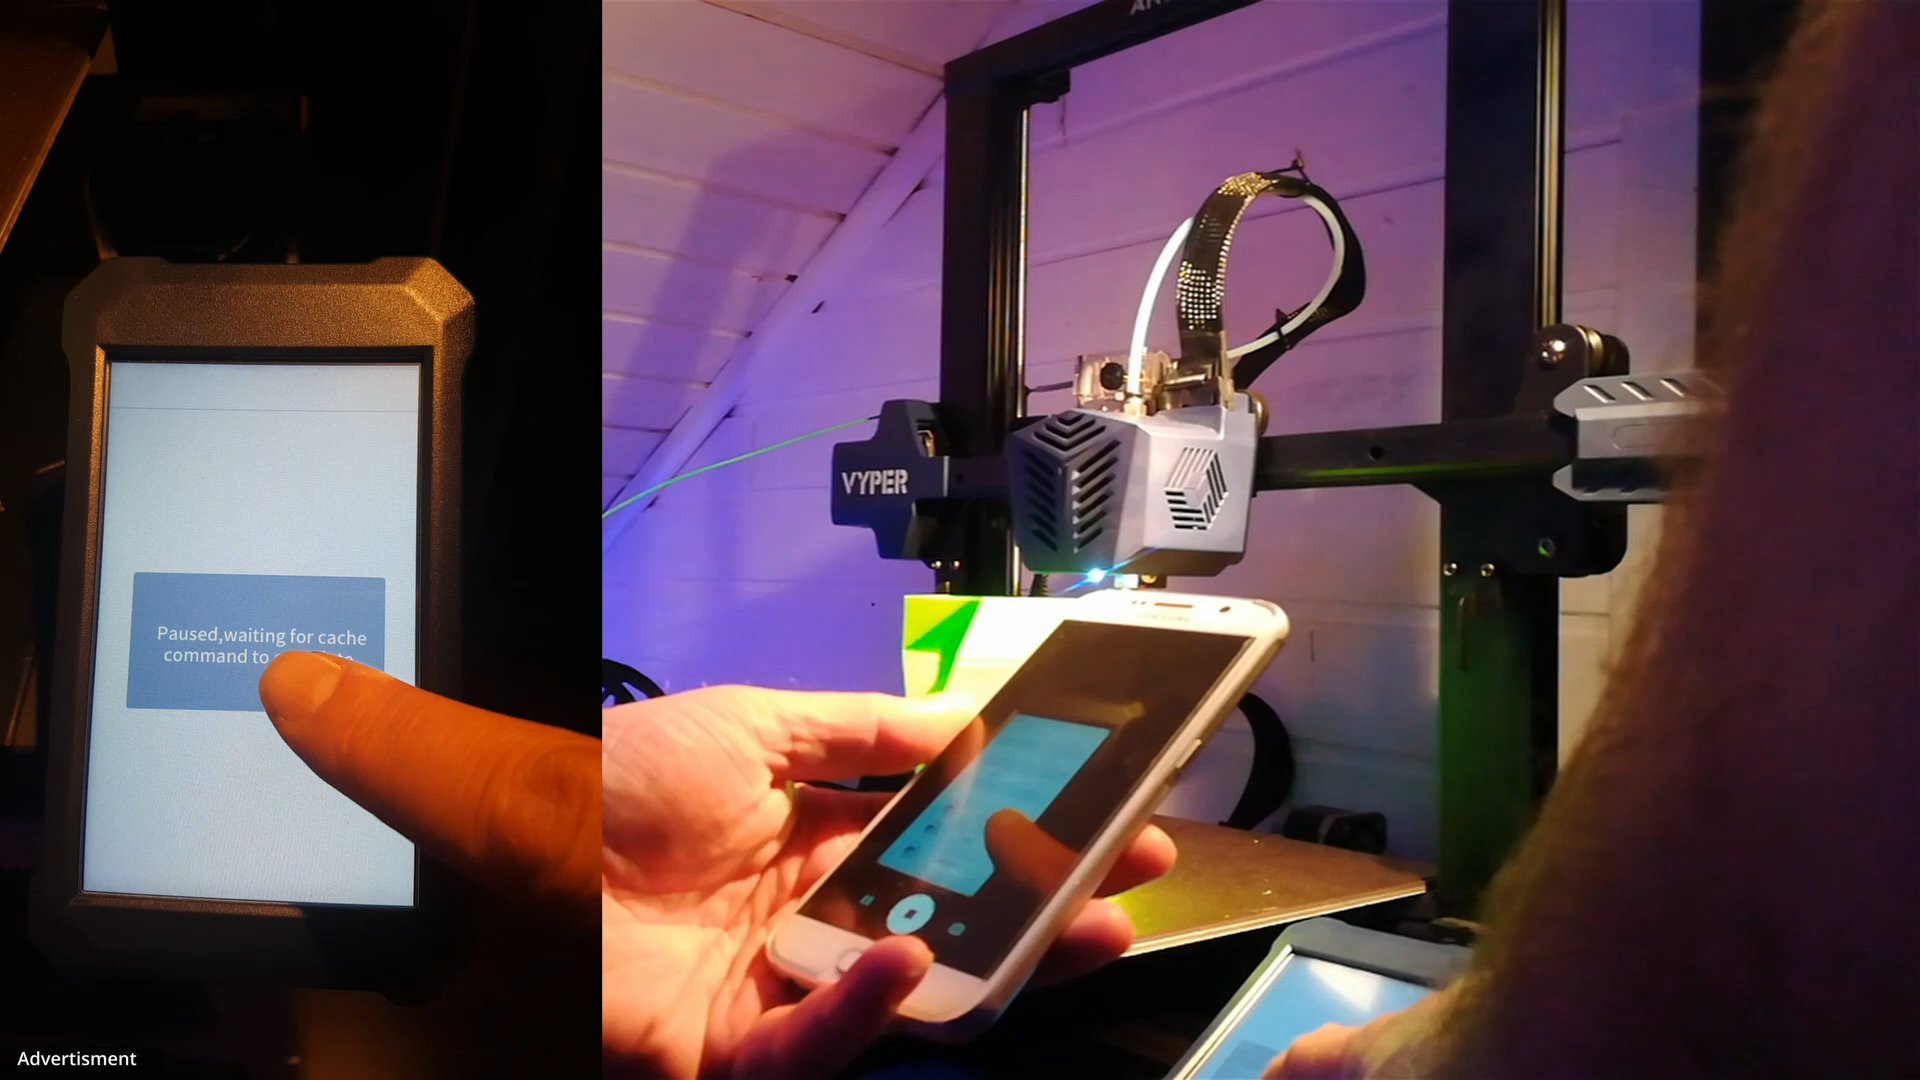 Paused,waiting for cache
command to
VYPER
Advertisment